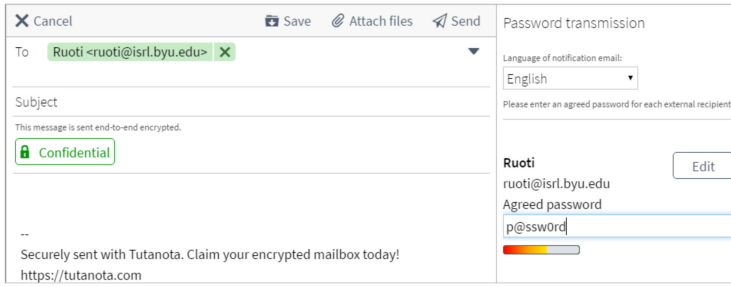 Cancel Save Attach files Send
To Ruoti <ruoti@isrl.byu.edu>
Subject
This message is sent end-to-end encrypted.
Confidential
--
Securely sent with Tutanota. Claim your encrypted mailbox today!
https://tutanota.com
Password transmission
Language of notification email:
English
Please enter an agreed password for each external recipient
Ruoti
Edit
ruoti@isrl.byu.edu
Agreed password
p@ssw0rd